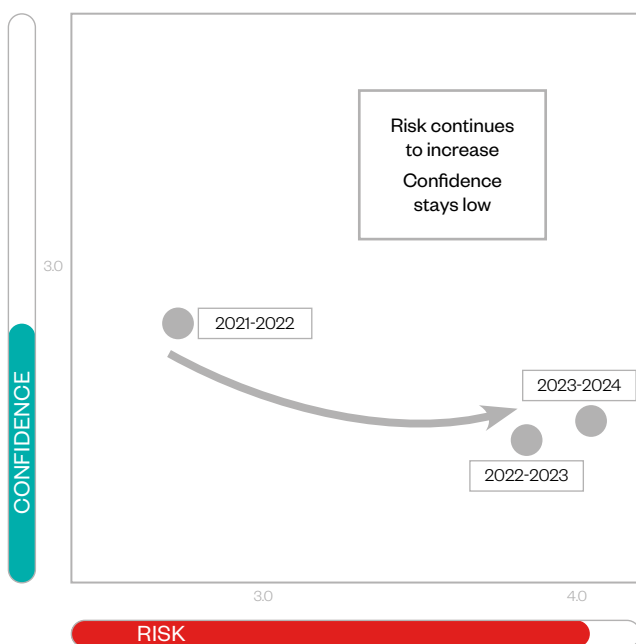 Risk continues
to increase
Confidence
stays low
3.0
2021-2022
2023-2024
2022-2023
CONFIDENCE
3.0
4.0
RISK